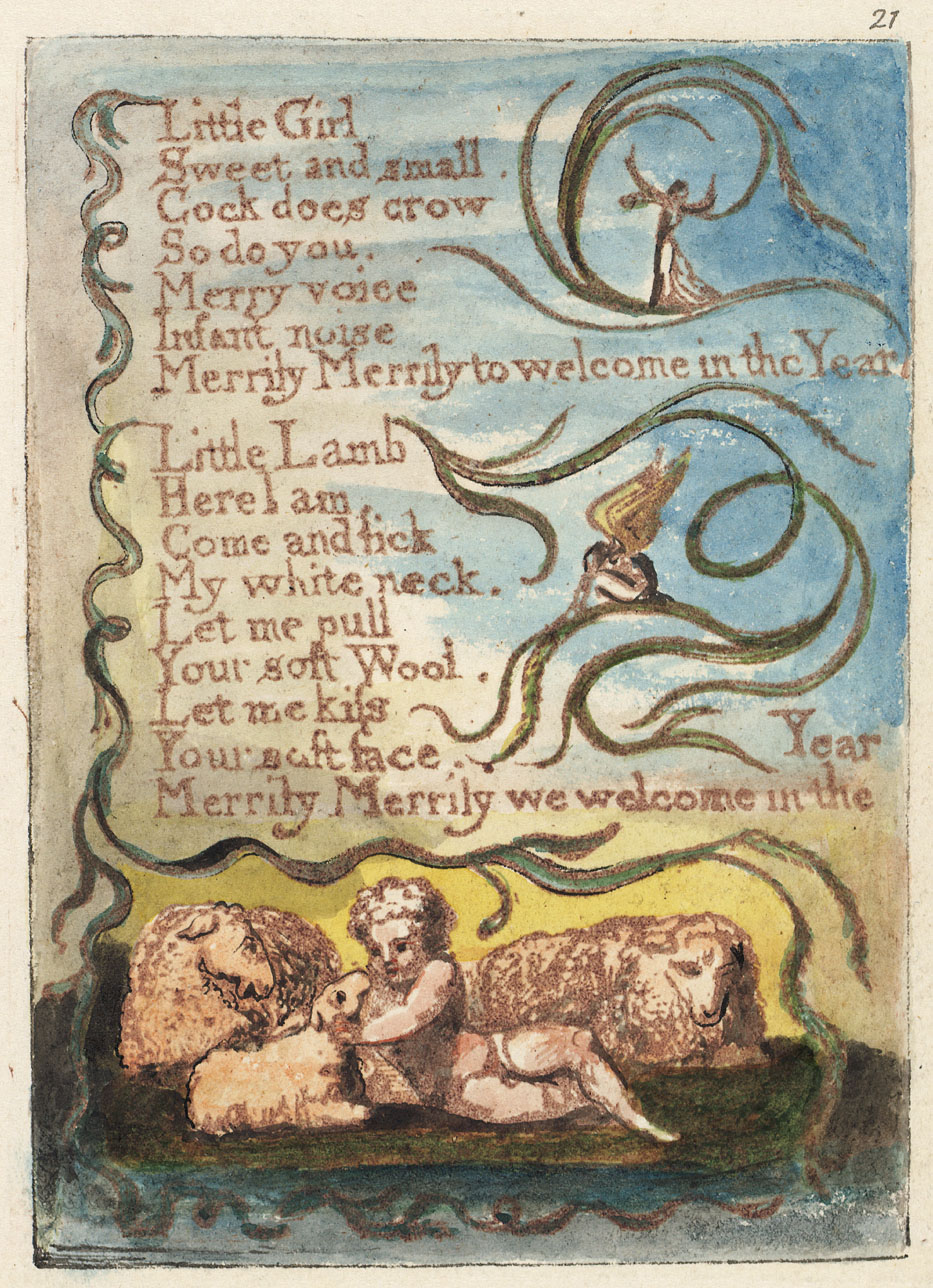 21
Little Girl
Sweet and small.
Cock does crow
So do you.
Merry voice
Infant noise
Merrily Merrily to welcome in the Year
Little Lamb
Here I am
Come and lick
My white neck.
Let me pull
Your soft Wool.
Let me kiſs
Your soft face.
Merrily Merrily we welcome in the
Year